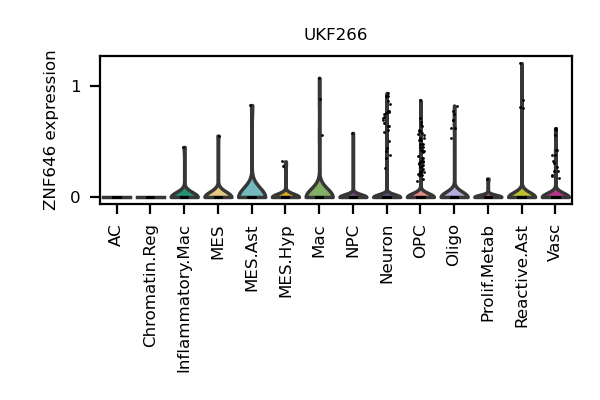 UKF266
ZNF646 expression
1
0
AC
Chromatin.Reg
Inflammatory.Mac
MES
MES.Ast
MES.Hyp
Mac
NPC
Neuron
OPC
Oligo
Prolif.Metab
Reactive.Ast
Vasc